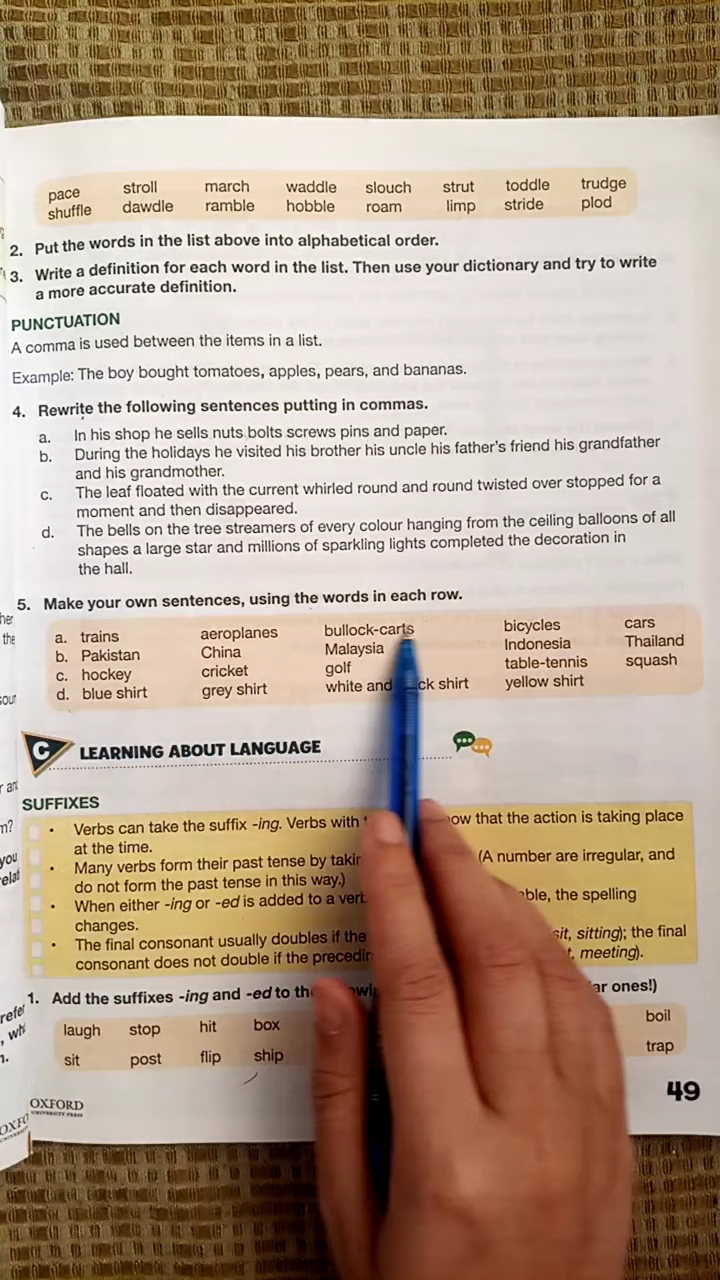 pace stroll march waddle slouch strut toddle trudge
shuffle dawdle ramble hobble roam limp stride plod
2. Put the words in the list above into alphabetical order.
3. Write a definition for each word in the list. Then use your dictionary and try to write
a more accurate definition.
PUNCTUATION
A comma is used between the items in a list.
Example: The boy bought tomatoes, apples, pears, and bananas.
4. Rewrite the following sentences putting in commas.
a. In his shop he sells nuts bolts screws pins and paper.
b. During the holidays he visited his brother his uncle his father's friend his grandfather
and his grandmother.
c. The leaf floated with the current whirled round and round twisted over stopped for a
moment and then disappeared.
d. The bells on the tree streamers of every colour hanging from the ceiling balloons of all
shapes a large star and millions of sparkling lights completed the decoration in
the hall.
5. Make your own sentences, using the words in each row.
a. trains aeroplanes bullock-carts bicycles cars
b. Pakistan China Malaysia Indonesia Thailand
c. hockey cricket golf table-tennis squash
d. blue shirt grey shirt white and ck shirt yellow shirt
C LEARNING ABOUT LANGUAGE
SUFFIXES
• Verbs can take the suffix -ing. Verbs with ow that the action is taking place
at the time.
• Many verbs form their past tense by takin (A number are irregular, and
do not form the past tense in this way.)
• When either -ing or -ed is added to a verb ble, the spelling
changes.
• The final consonant usually doubles if the sit, sitting); the final
consonant does not double if the precedin t, meeting).
1. Add the suffixes -ing and -ed to the owin ar ones!)
laugh stop hit box boil
sit post flip ship trap
49
OXFORD
UNIVERSITY PRESS